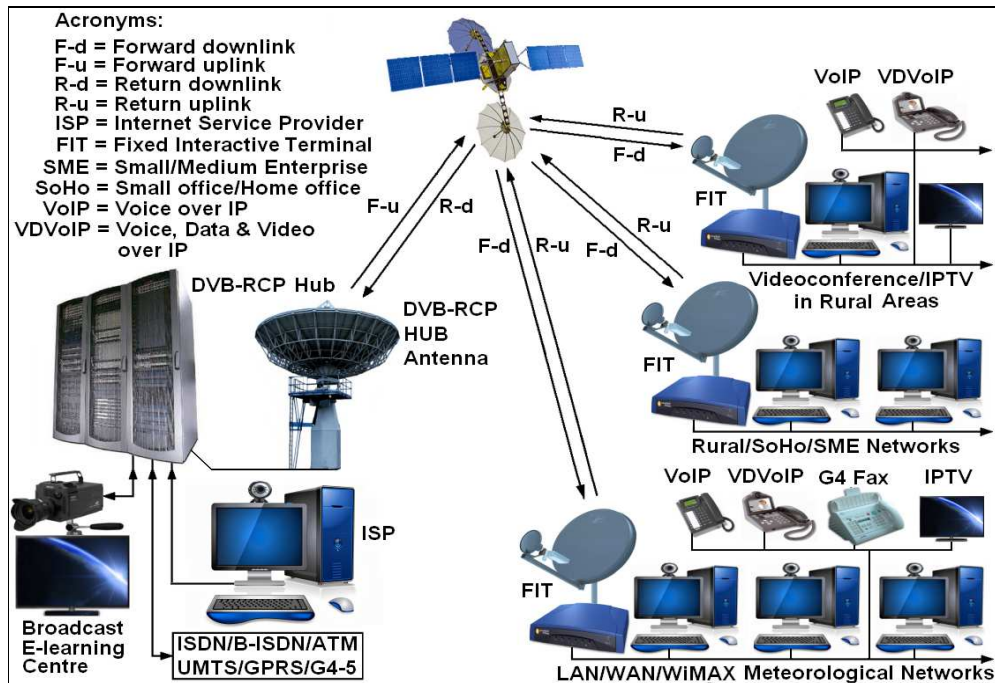 Acronyms:
F-d = Forward downlink
F-u = Forward uplink
R-d = Return downlink
R-u = Return uplink
ISP = Internet Service Provider
FIT = Fixed Interactive Terminal
SME = Small/Medium Enterprise
SoHo = Small office/Home office
VoIP = Voice over IP
VDVoIP = Voice, Data & Video
over IP
DVB-RCP Hub
DVB-RCP
HUB
Antenna
F-u
R-d
R-u
F-d
F-d
R-u
F-d
R-u
VoIP
VDVoIP
FIT
Videoconference/IPTV
in Rural Areas
FIT
Rural/SoHo/SME Networks
VoIP
VDVoIP
G4 Fax
IPTV
FIT
LAN/WAN/WiMAX
Meteorological Networks
ISP
Broadcast
E-learning
Centre
ISDN/B-ISDN/ATM
UMTS/GPRS/G4-5